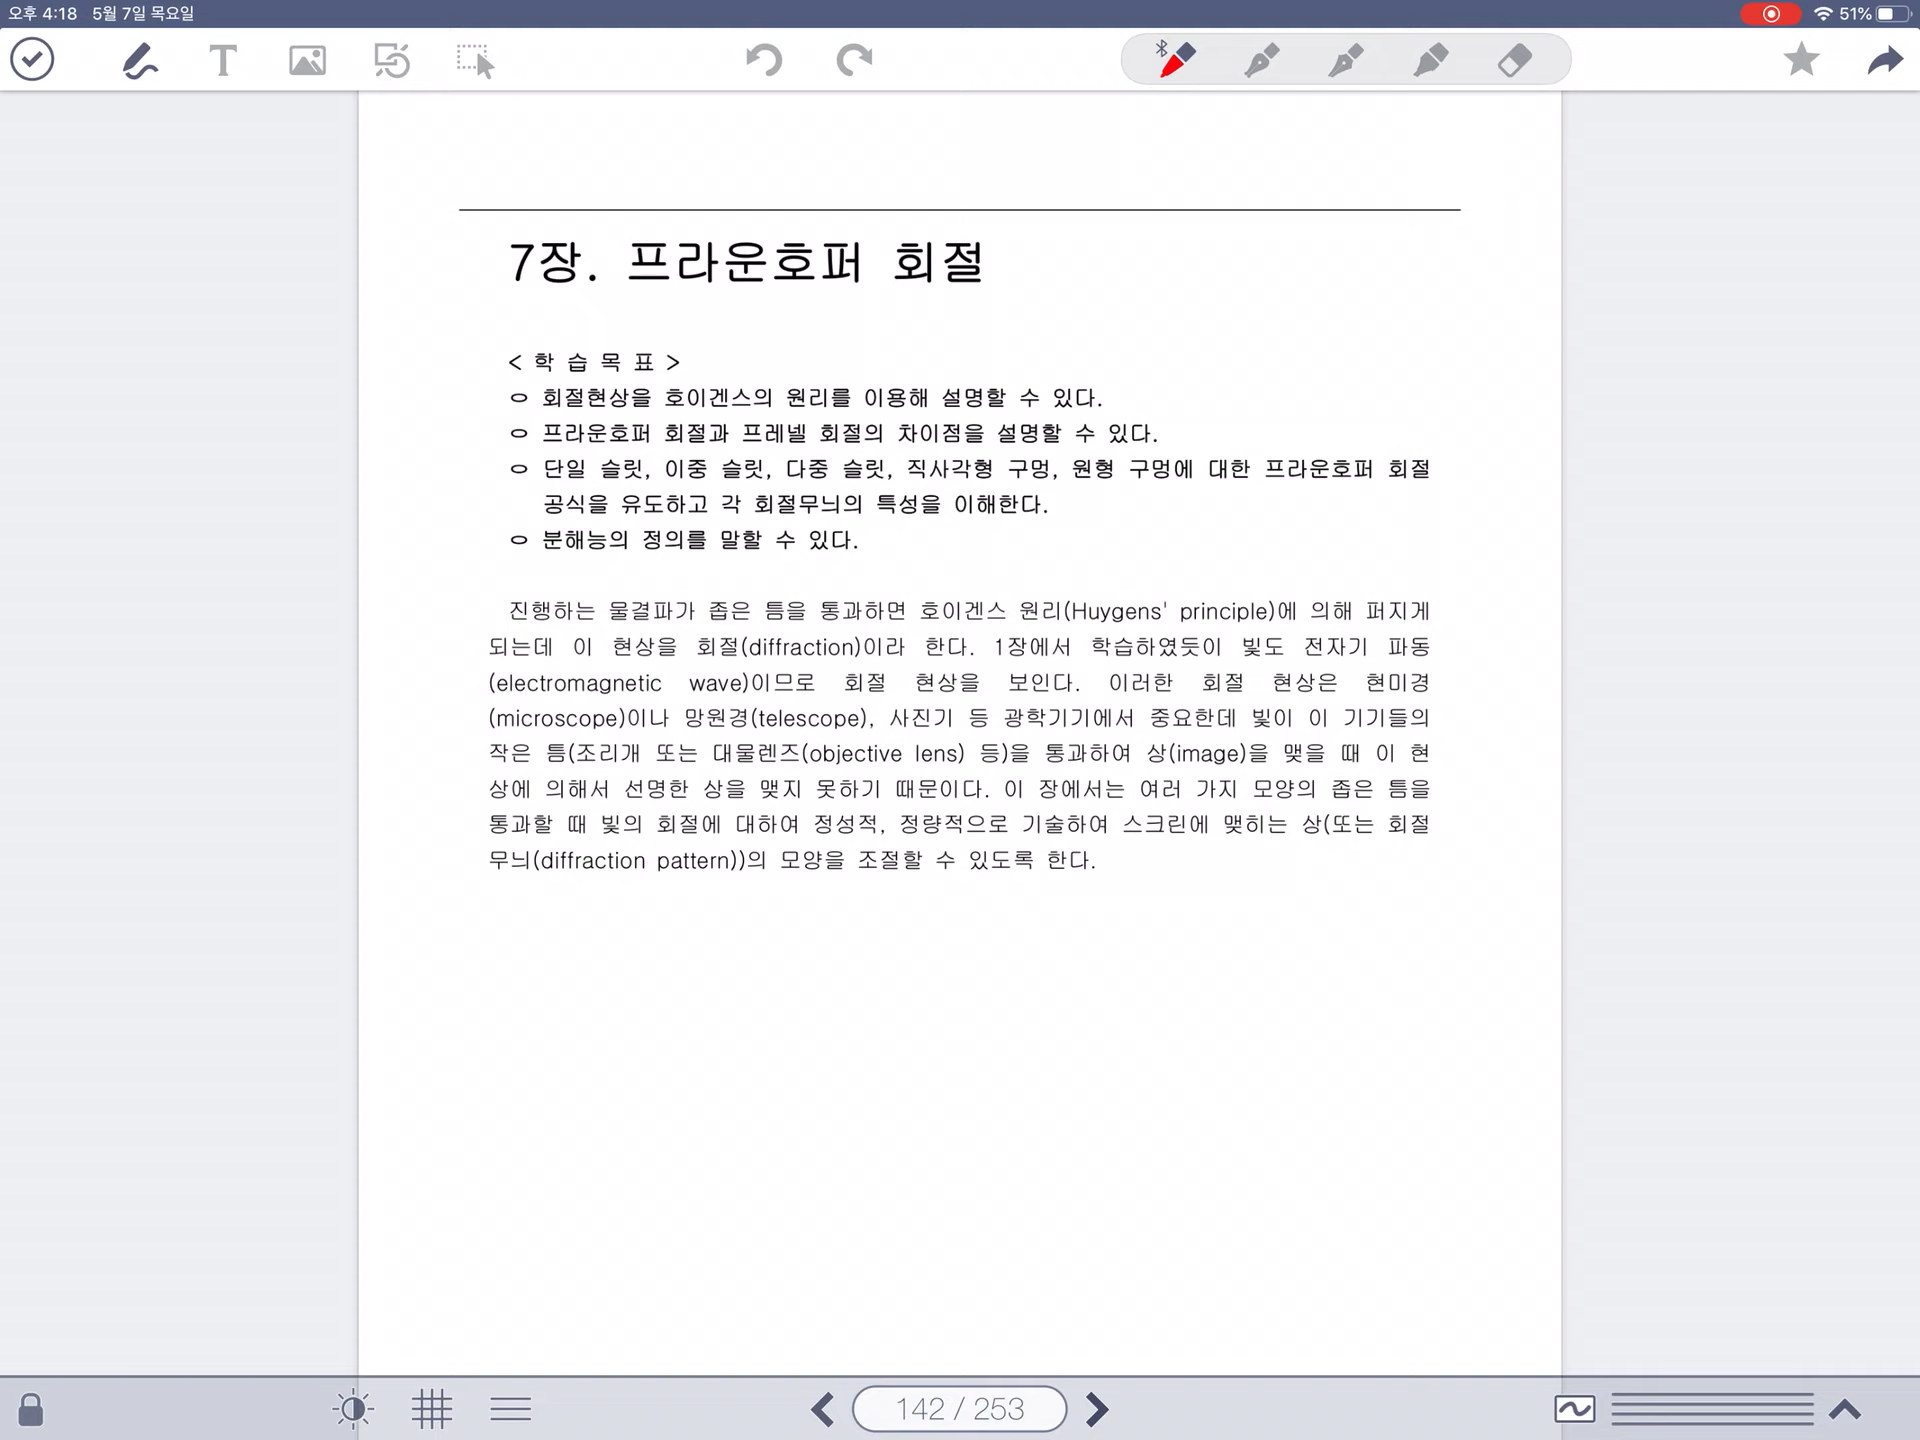 오후 4:18 5월 7일 목요일 51%
T
7장. 프라운호퍼 회절
< 학 습 목 표 >
ㅇ 회절현상을 호이겐스의 원리를 이용해 설명할 수 있다.
ㅇ 프라운호퍼 회절과 프레넬 회절의 차이점을 설명할 수 있다.
ㅇ 단일 슬릿, 이중 슬릿, 다중 슬릿, 직사각형 구멍, 원형 구멍에 대한 프라운호퍼 회절
공식을 유도하고 각 회절무늬의 특성을 이해한다.
ㅇ 분해능의 정의를 말할 수 있다.
진행하는 물결파가 좁은 틈을 통과하면 호이겐스 원리(Huygens' principle)에 의해 퍼지게
되는데 이 현상을 회절(diffraction)이라 한다. 1장에서 학습하였듯이 빛도 전자기 파동
(electromagnetic wave)이므로 회절 현상을 보인다. 이러한 회절 현상은 현미경
(microscope)이나 망원경(telescope), 사진기 등 광학기기에서 중요한데 빛이 이 기기들의
작은 틈(조리개 또는 대물렌즈(objective lens) 등)을 통과하여 상(image)을 맺을 때 이 현
상에 의해서 선명한 상을 맺지 못하기 때문이다. 이 장에서는 여러 가지 모양의 좁은 틈을
통과할 때 빛의 회절에 대하여 정성적, 정량적으로 기술하여 스크린에 맺히는 상(또는 회절
무늬(diffraction pattern))의 모양을 조절할 수 있도록 한다.
142 / 253